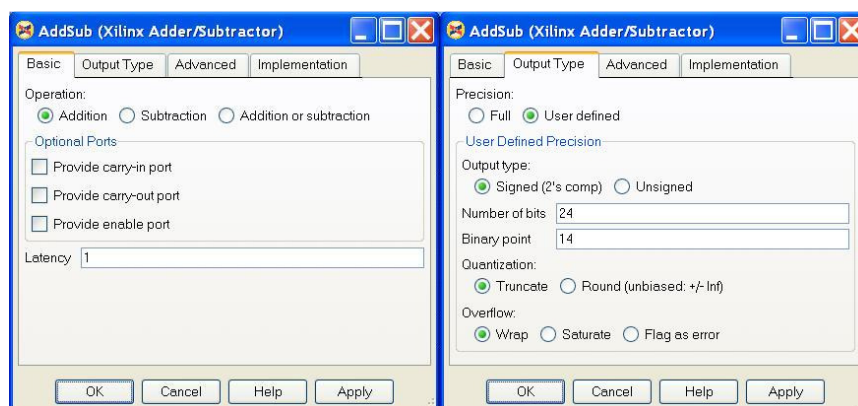 AddSub (Xilinx Adder/Subtractor)
Basic Output Type Advanced Implementation
Operation:
Addition Subtraction Addition or subtraction
Optional Ports
Provide carry-in port
Provide carry-out port
Provide enable port
Latency 1
OK Cancel Help Apply
AddSub (Xilinx Adder/Subtractor)
Basic Output Type Advanced Implementation
Precision:
Full User defined
User Defined Precision
Output type:
Signed (2's comp) Unsigned
Number of bits 24
Binary point 14
Quantization:
Truncate Round (unbiased: +/- Inf)
Overflow:
Wrap Saturate Flag as error
OK Cancel Help Apply